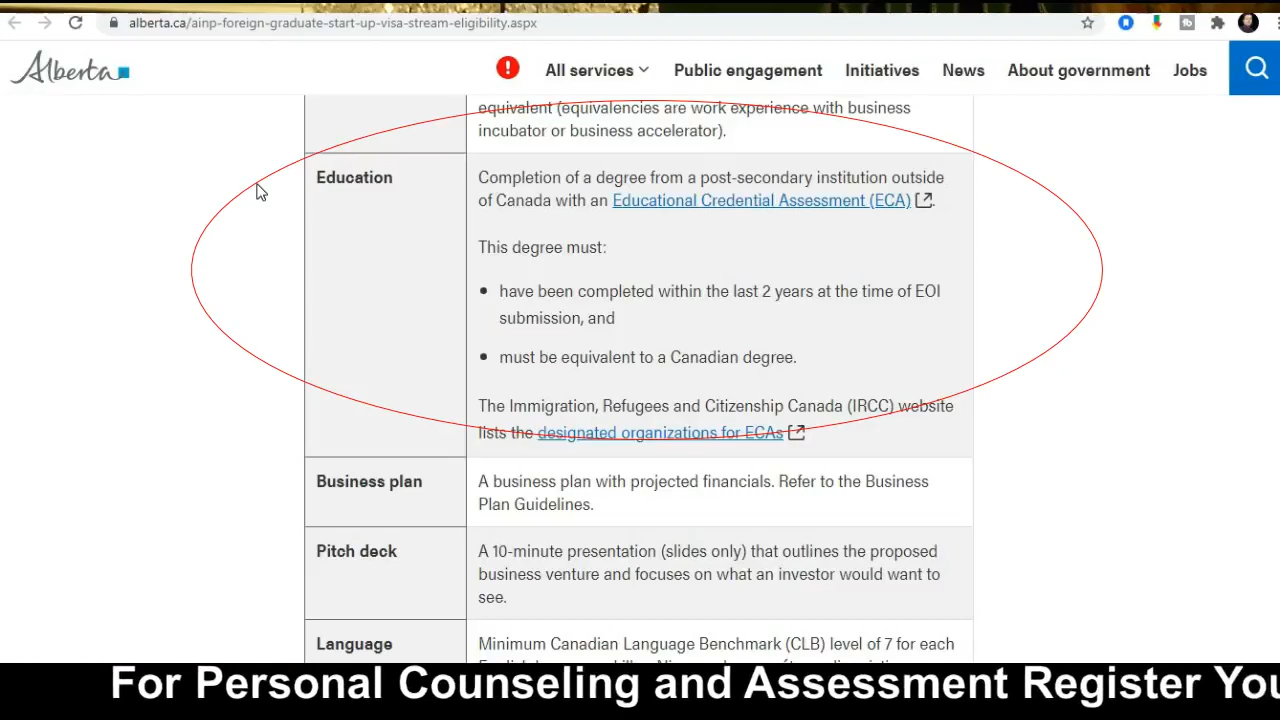 alberta.ca/ainp-foreign-graduate-start-up-visa-stream-eligibility.aspx
Alberta
All services
Public engagement
Initiatives
News
About government
Jobs
equivalent (equivalencies are work experience with business
incubator or business accelerator).
Education
Completion of a degree from a post-secondary institution outside
of Canada with an Educational Credential Assessment (ECA).
This degree must:
• have been completed within the last 2 years at the time of EOI
submission, and
• must be equivalent to a Canadian degree.
The Immigration, Refugees and Citizenship Canada (IRCC) website
lists the designated organizations for ECAs
Business plan
A business plan with projected financials. Refer to the Business
Plan Guidelines.
Pitch deck
A 10-minute presentation (slides only) that outlines the proposed
business venture and focuses on what an investor would want to
see.
Language
Minimum Canadian Language Benchmark (CLB) level of 7 for each
For Personal Counseling and Assessment Register You